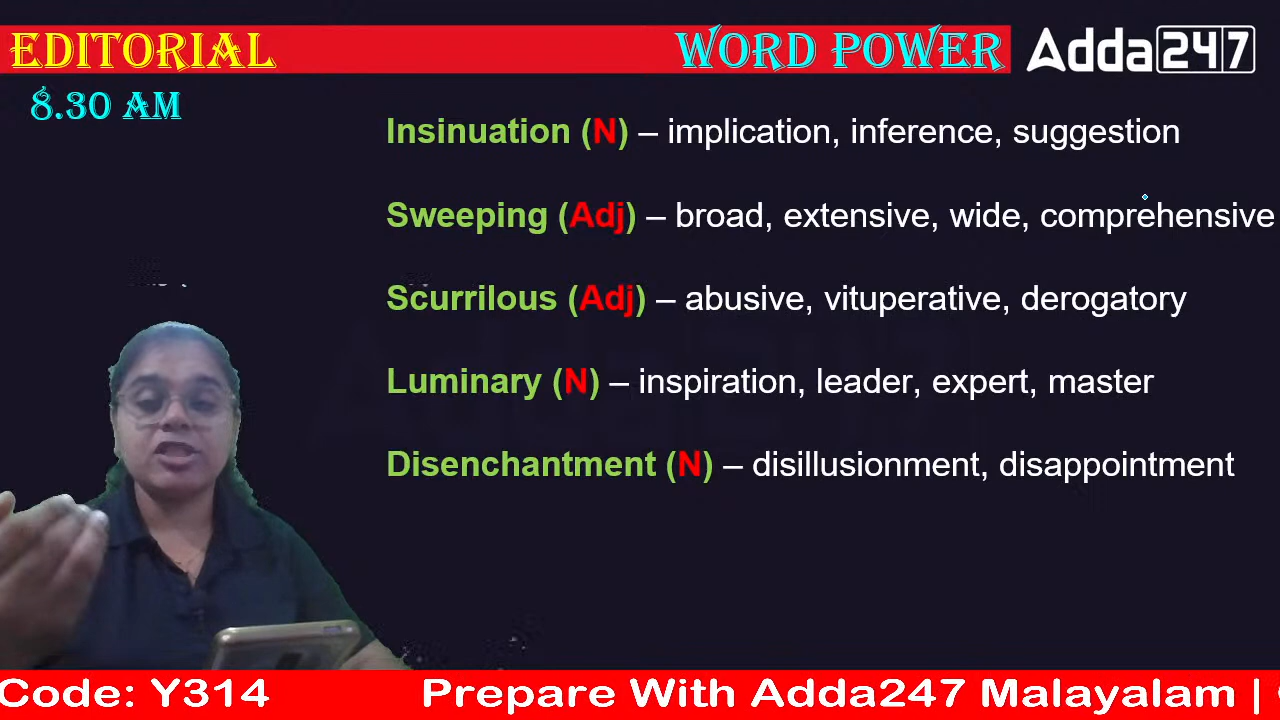 EDITORIAL
WORD POWER
Adda247
8.30 AM
Insinuation (N) – implication, inference, suggestion
Sweeping (Adj) – broad, extensive, wide, comprehensive
Scurrilous (Adj) – abusive, vituperative, derogatory
Luminary (N) – inspiration, leader, expert, master
Disenchantment (N) – disillusionment, disappointment
Code: Y314 Prepare With Adda247 Malayalam |